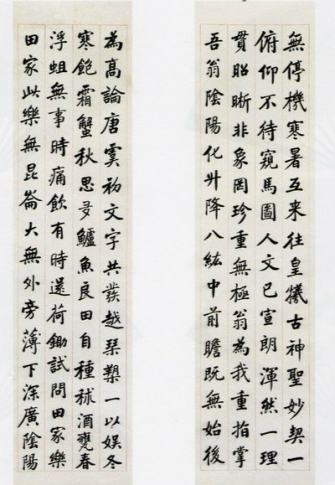 為高論唐虞初文字共發越琹槊一以娛冬
寒飽霜蟹秋思鱸魚良田自種秫酒甕春
浮蛆無事時痛飲有時還荷鋤試問田家樂
田家此樂無昆崙大無外旁薄下深廣陰陽
無停機寒暑互来往皇犧古神聖妙契一
俯仰不待窺馬圖人文已宣朗渾然一理
貫昭晰非象罔珍重無極翁為我重指掌
吾翁陰陽化升降八紘中前瞻既無始後